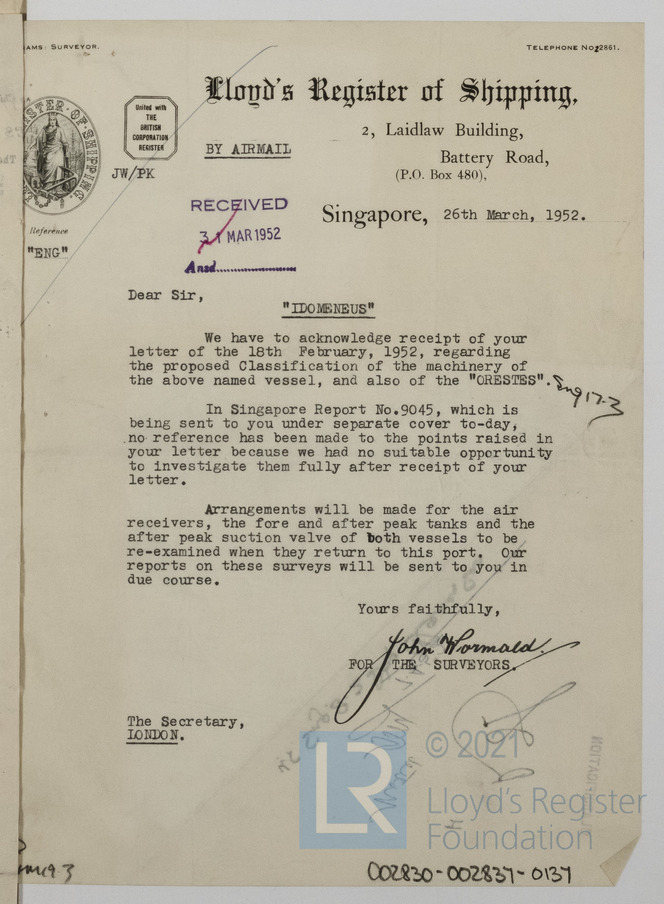 AMS: SURVEYOR.
TELEPHONE NO. 2861.
Lloyd's Register of Shipping,
United with
THE
BRITISH
CORPORATION
REGISTER
2, Laidlaw Building,
Battery Road,
(P.O. Box 480),
BY AIRMAIL
JW/PK
RECEIVED
31 MAR 1952
Ansd.
Singapore, 26th March, 1952.
Reference
"ENG"
Dear Sir,
"IDOMENEUS"
We have to acknowledge receipt of your
letter of the 18th February, 1952, regarding
the proposed Classification of the machinery of
the above named vessel, and also of the "ORESTES".
Eng 17.3
In Singapore Report No.9045, which is
being sent to you under separate cover to-day,
no reference has been made to the points raised in
your letter because we had no suitable opportunity
to investigate them fully after receipt of your
letter.
Arrangements will be made for the air
receivers, the fore and after peak tanks and the
after peak suction valve of both vessels to be
re-examined when they return to this port. Our
reports on these surveys will be sent to you in
due course.
Yours faithfully,
John Wormald.
FOR THE SURVEYORS.
The Secretary,
LONDON.
LR
© 2021
Lloyd's Register
Foundation
002830-002837-0137